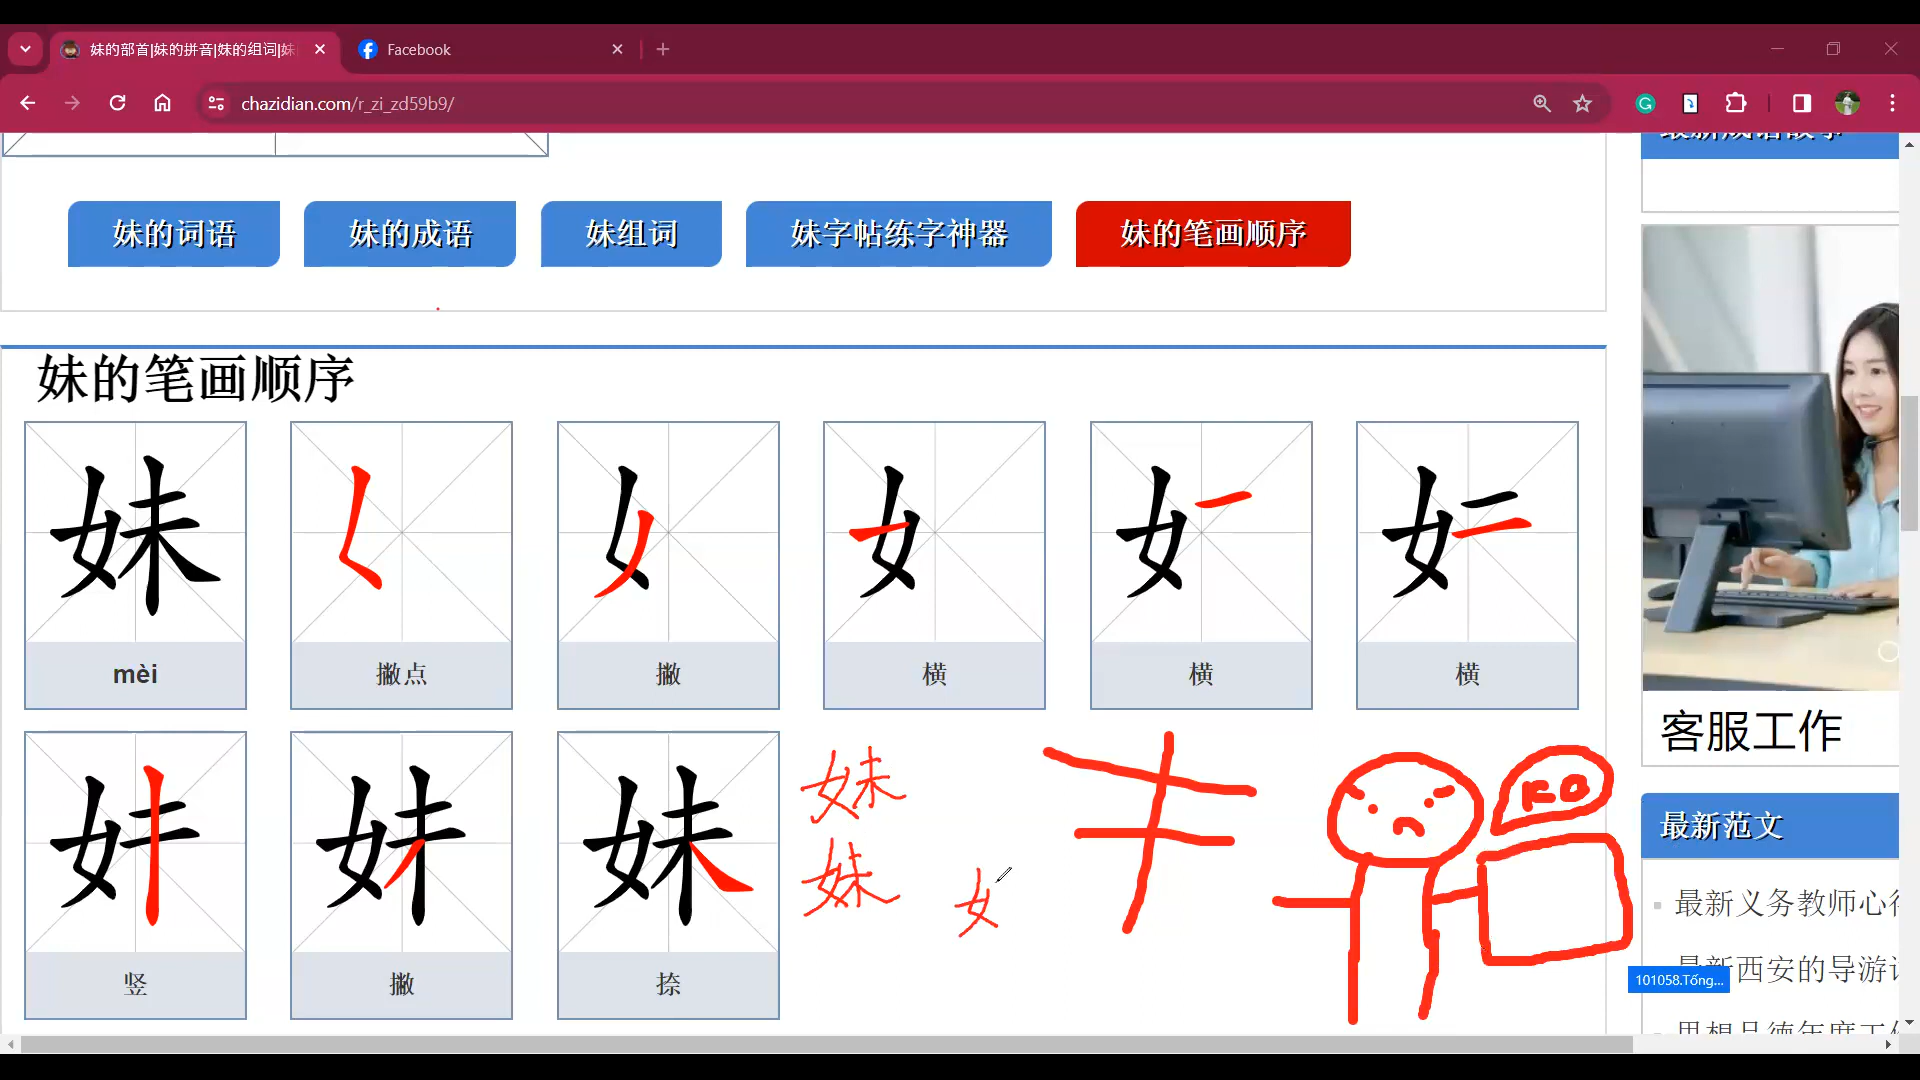 妹的部首|妹的拼音|妹的组词|妹
Facebook
chazidian.com/r_zi_zd59b9/
妹的词语
妹的成语
妹组词
妹字帖练字神器
妹的笔画顺序
妹的笔画顺序
妹
mèi
撇点
撇
横
横
横
竖
撇
捺
妹
妹
女
KO
客服工作
最新范文
最新义务教师心
最新西安的导游
101058.Tống...